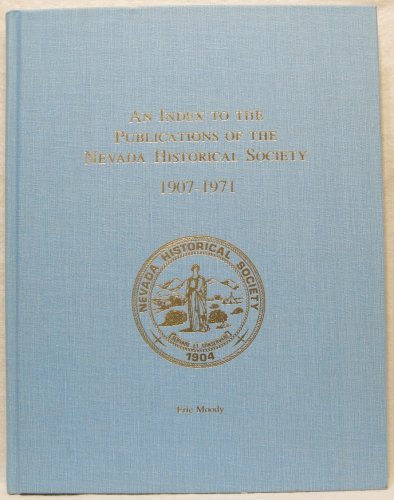 AN INDEX TO THE
PUBLICATIONS OF THE
NEVADA HISTORICAL SOCIETY
1907-1971
NEVADA HISTORICAL SOCIETY
1904
Eric Moody